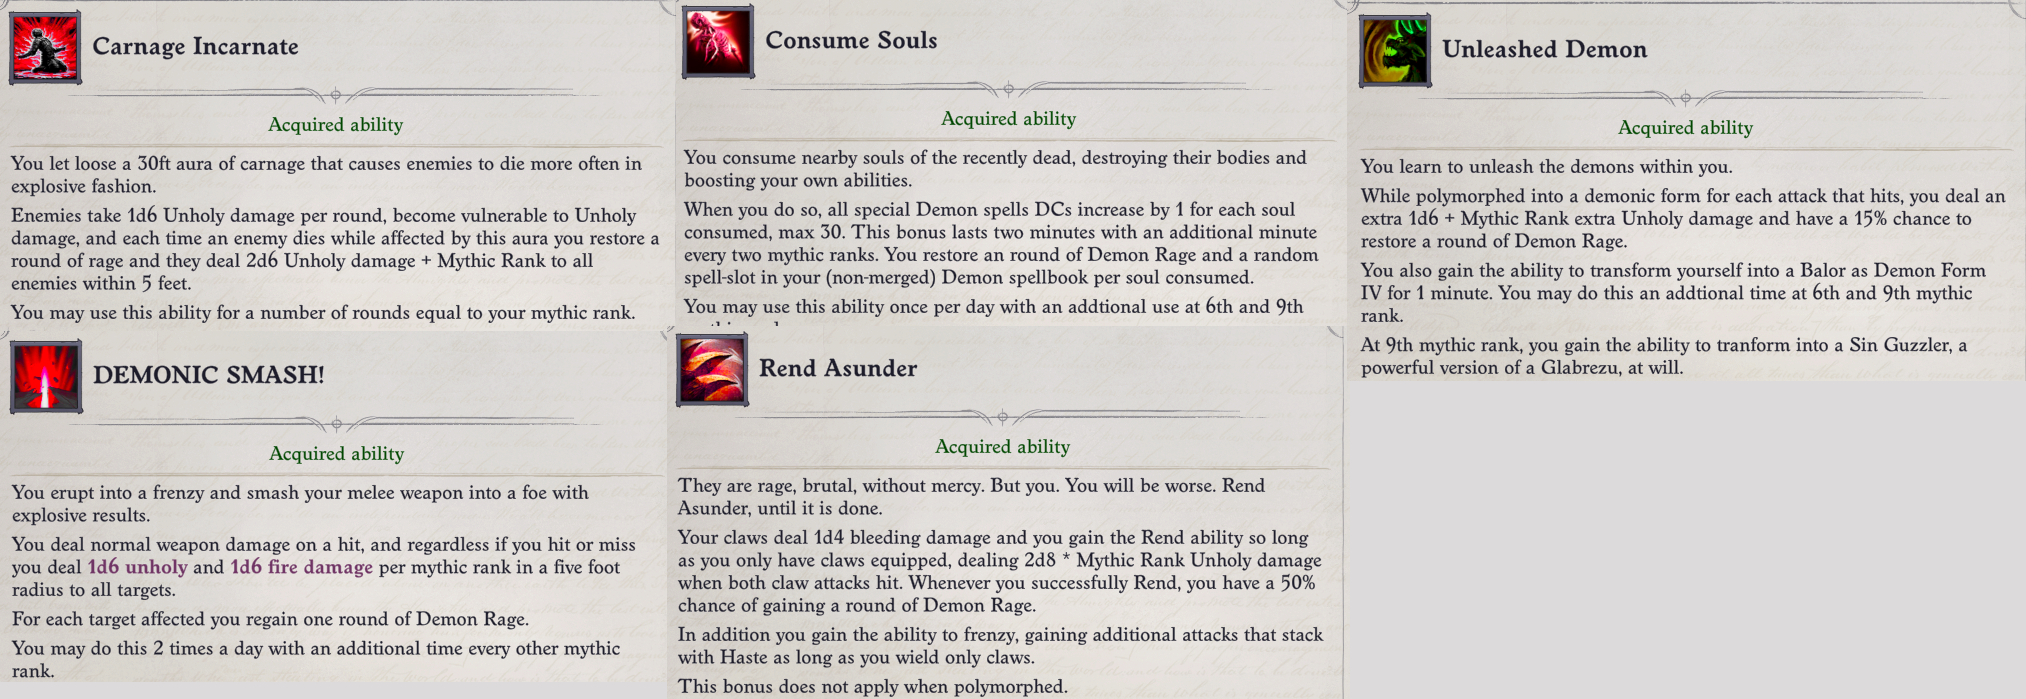 Carnage Incarnate
Acquired ability
You let loose a 30ft aura of carnage that causes enemies to die more often in
explosive fashion.
Enemies take 1d6 Unholy damage per round, become vulnerable to Unholy
damage, and each time an enemy dies while affected by this aura you restore a
round of rage and they deal 2d6 Unholy damage + Mythic Rank to all
enemies within 5 feet.
You may use this ability for a number of rounds equal to your mythic rank.
Consume Souls
Acquired ability
You consume nearby souls of the recently dead, destroying their bodies and
boosting your own abilities.
When you do so, all special Demon spells DCs increase by 1 for each soul
consumed, max 30. This bonus lasts two minutes with an additional minute
every two mythic ranks. You restore an round of Demon Rage and a random
spell-slot in your (non-merged) Demon spellbook per soul consumed.
You may use this ability once per day with an addtional use at 6th and 9th
Unleashed Demon
Acquired ability
You learn to unleash the demons within you.
While polymorphed into a demonic form for each attack that hits, you deal an
extra 1d6 + Mythic Rank extra Unholy damage and have a 15% chance to
restore a round of Demon Rage.
You also gain the ability to transform yourself into a Balor as Demon Form
IV for 1 minute. You may do this an addtional time at 6th and 9th mythic
rank.
At 9th mythic rank, you gain the ability to tranform into a Sin Guzzler, a
powerful version of a Glabrezu, at will.
DEMONIC SMASH!
Acquired ability
You erupt into a frenzy and smash your melee weapon into a foe with
explosive results.
You deal normal weapon damage on a hit, and regardless if you hit or miss
you deal 1d6 unholy and 1d6 fire damage per mythic rank in a five foot
radius to all targets.
For each target affected you regain one round of Demon Rage.
You may do this 2 times a day with an additional time every other mythic
rank.
Rend Asunder
Acquired ability
They are rage, brutal, without mercy. But you. You will be worse. Rend
Asunder, until it is done.
Your claws deal 1d4 bleeding damage and you gain the Rend ability so long
as you only have claws equipped, dealing 2d8 * Mythic Rank Unholy damage
when both claw attacks hit. Whenever you successfully Rend, you have a 50%
chance of gaining a round of Demon Rage.
In addition you gain the ability to frenzy, gaining additional attacks that stack
with Haste as long as you wield only claws.
This bonus does not apply when polymorphed.